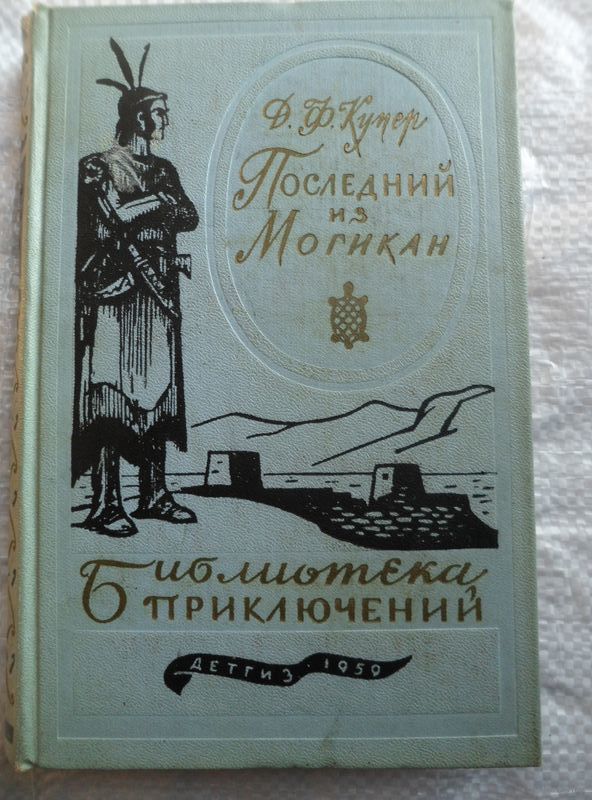 Д. Ф. Купер
Последний
из
Могикан
Библиотека
приключений
ДЕТГИЗ · 1959